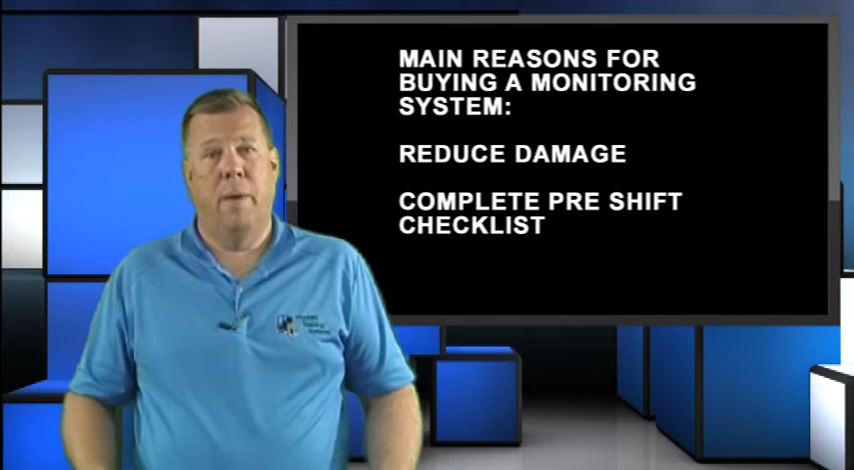 MAIN REASONS FOR
BUYING A MONITORING
SYSTEM:
REDUCE DAMAGE
COMPLETE PRE SHIFT
CHECKLIST